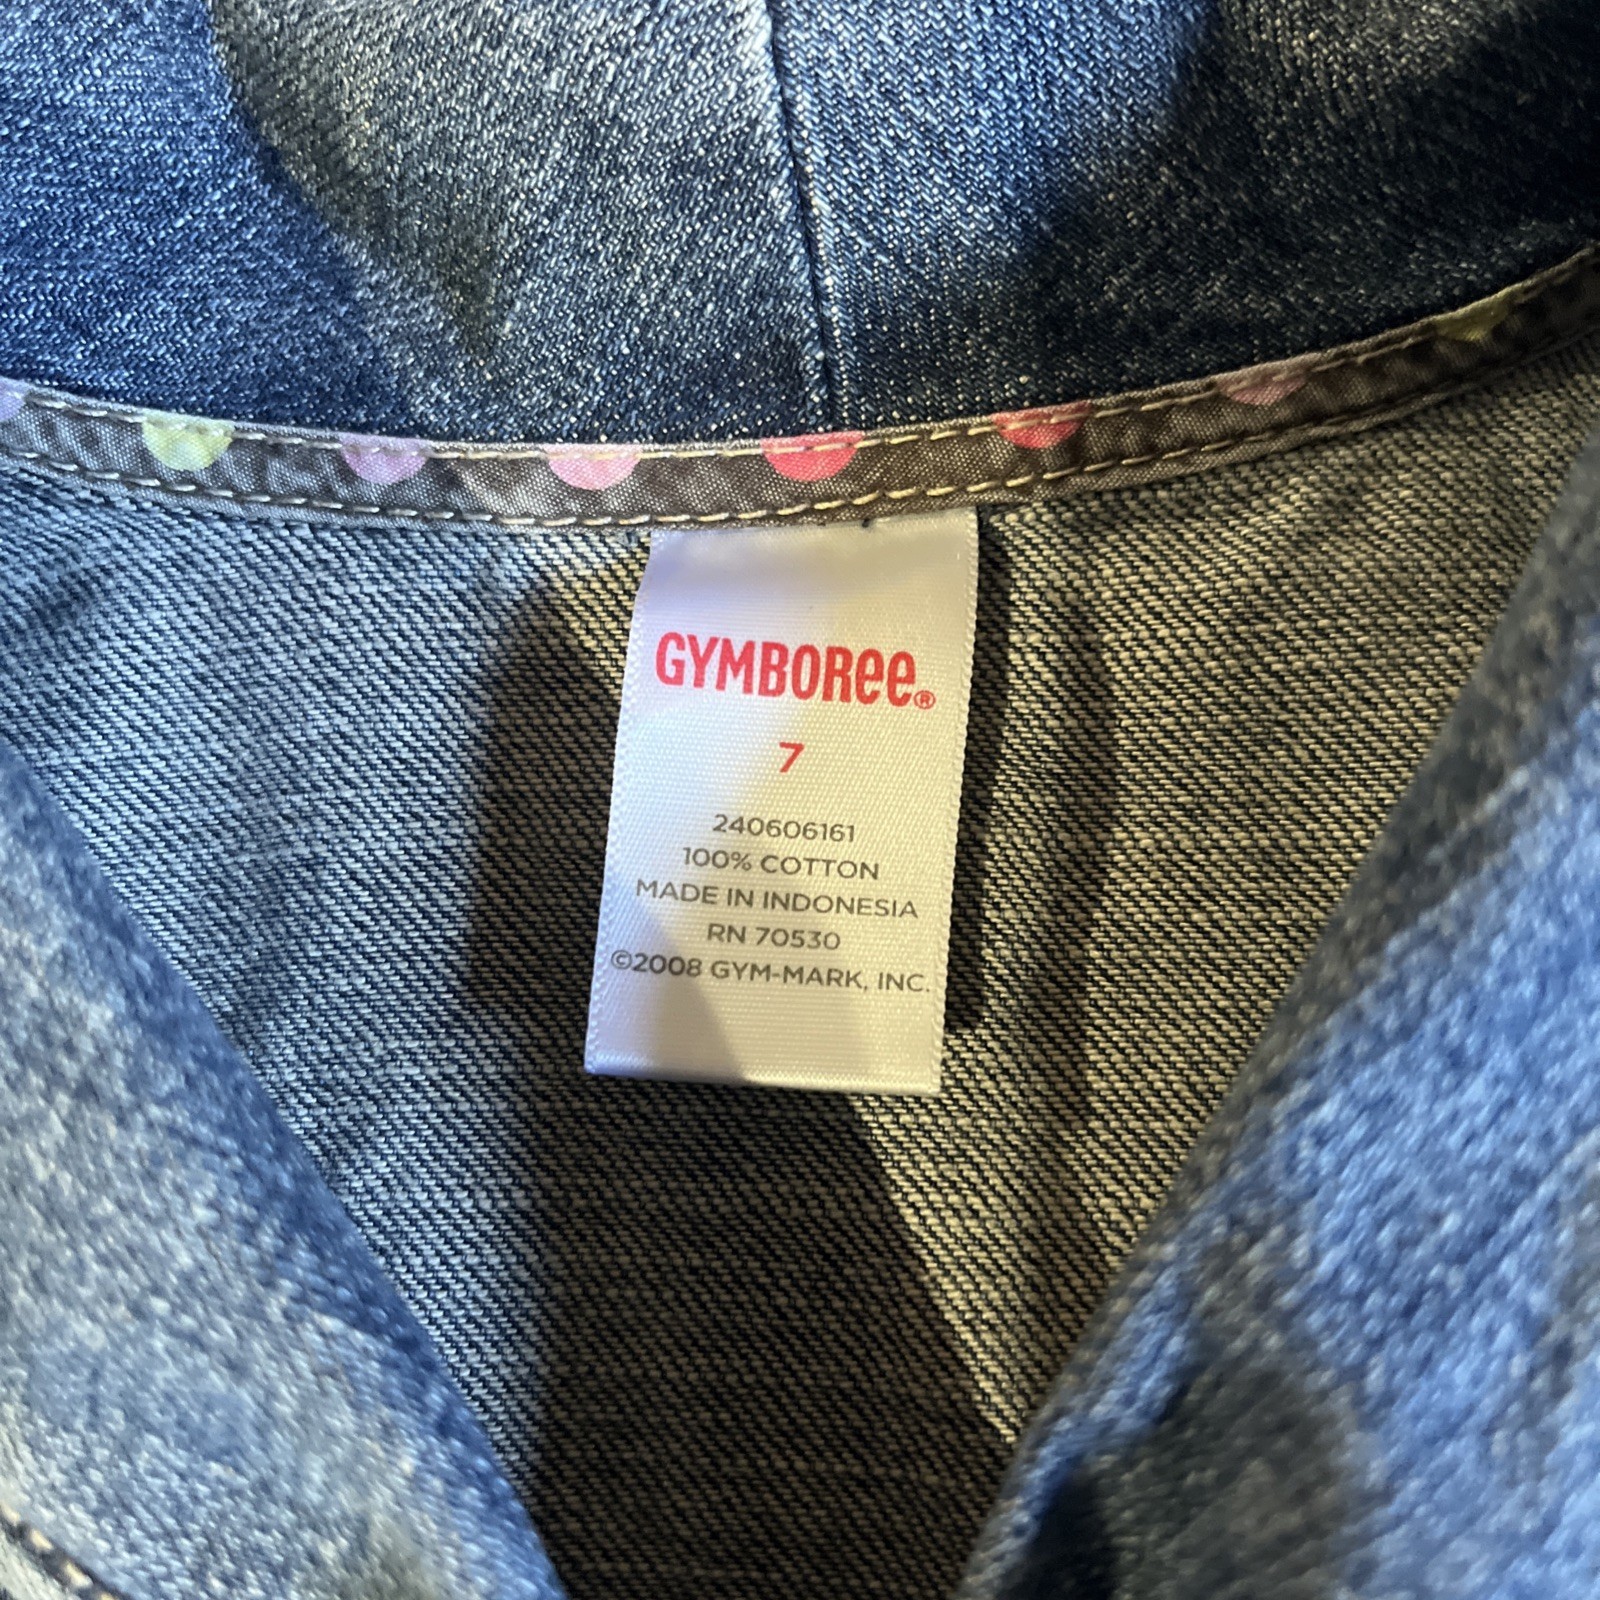 GYMBOREE®
7
240606161
100% COTTON
MADE IN INDONESIA
RN 70530
©2008 GYM-MARK, INC.